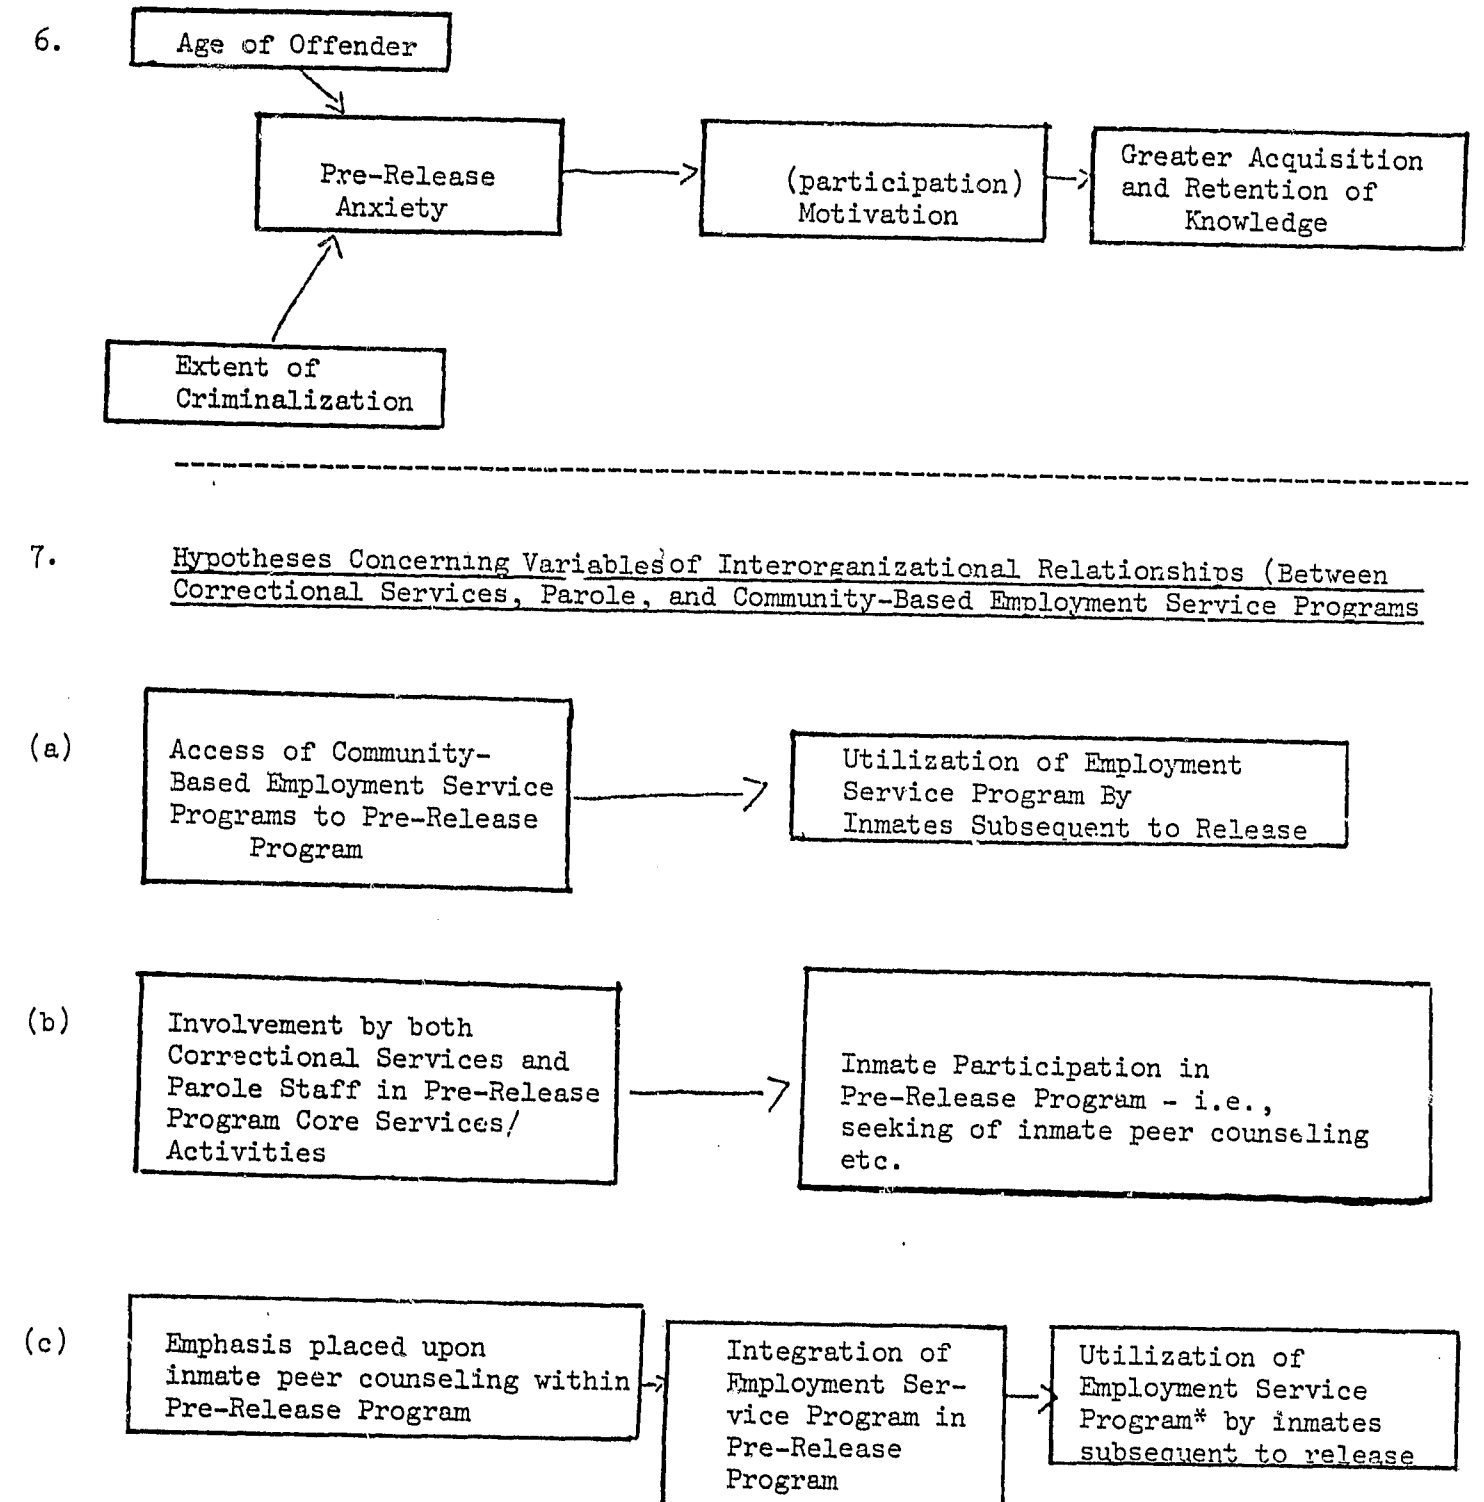 6.
Age of Offender
Pre-Release
Anxiety
(participation)
Motivation
Greater Acquisition
and Retention of
Knowledge
Extent of
Criminalization
7.
Hypotheses Concerning Variables of Interorganizational Relationships (Between
Correctional Services, Parole, and Community-Based Employment Service Programs
(a)
Access of Community-
Based Employment Service
Programs to Pre-Release
Program
Utilization of Employment
Service Program By
Inmates Subsequent to Release
(b)
Involvement by both
Correctional Services and
Parole Staff in Pre-Release
Program Core Services/
Activities
Inmate Participation in
Pre-Release Program - i.e.,
seeking of inmate peer counseling
etc.
(c)
Emphasis placed upon
inmate peer counseling within
Pre-Release Program
Integration of
Employment Ser-
vice Program in
Pre-Release
Program
Utilization of
Employment Service
Program* by inmates
subsequent to release